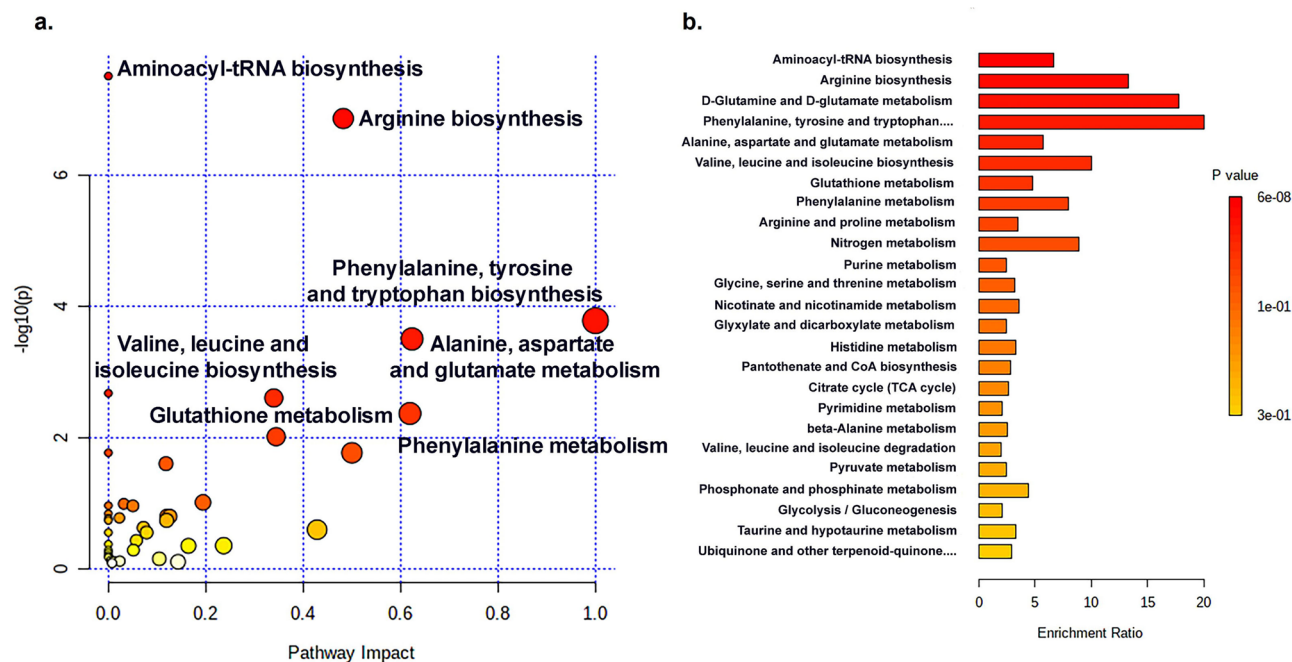 a.
Aminoacyl-tRNA biosynthesis
Arginine biosynthesis
Phenylalanine, tyrosine
and tryptophan biosynthesis
Valine, leucine and
isoleucine biosynthesis
Alanine, aspartate
and glutamate metabolism
Glutathione metabolism
Phenylalanine metabolism
-log10(p)
6
4
2
0
0.0 0.2 0.4 0.6 0.8 1.0
Pathway Impact
b.
Aminoacyl-tRNA biosynthesis
Arginine biosynthesis
D-Glutamine and D-glutamate metabolism
Phenylalanine, tyrosine and tryptophan....
Alanine, aspartate and glutamate metabolism
Valine, leucine and isoleucine biosynthesis
Glutathione metabolism
Phenylalanine metabolism
Arginine and proline metabolism
Nitrogen metabolism
Purine metabolism
Glycine, serine and threnine metabolism
Nicotinate and nicotinamide metabolism
Glyxylate and dicarboxylate metabolism
Histidine metabolism
Pantothenate and CoA biosynthesis
Citrate cycle (TCA cycle)
Pyrimidine metabolism
beta-Alanine metabolism
Valine, leucine and isoleucine degradation
Pyruvate metabolism
Phosphonate and phosphinate metabolism
Glycolysis / Gluconeogenesis
Taurine and hypotaurine metabolism
Ubiquinone and other terpenoid-quinone....
0 5 10 15 20
Enrichment Ratio
P value
6e-08
1e-01
3e-01